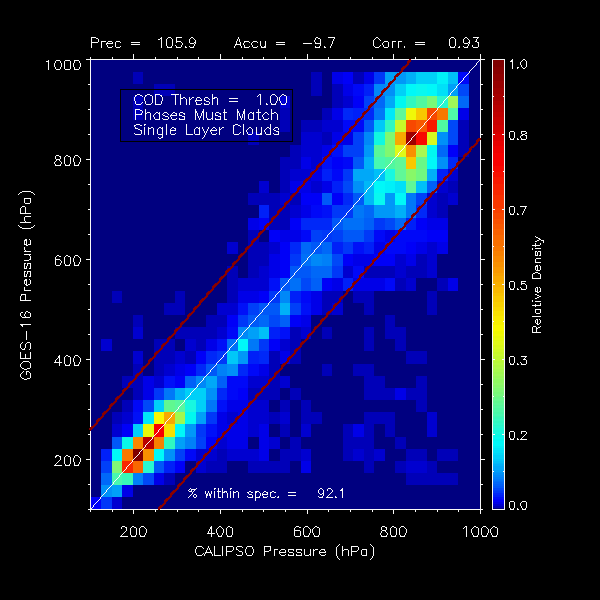 Prec = 105.9 Accu = -9.7 Corr. = 0.93
1000
800
600
400
200
GOES-16 Pressure (hPa)
COD Thresh = 1.00
Phases Must Match
Single Layer Clouds
% within spec. = 92.1
200 400 600 800 1000
CALIPSO Pressure (hPa)
1.0
0.8
0.7
0.5
0.3
0.2
0.0
Relative Density